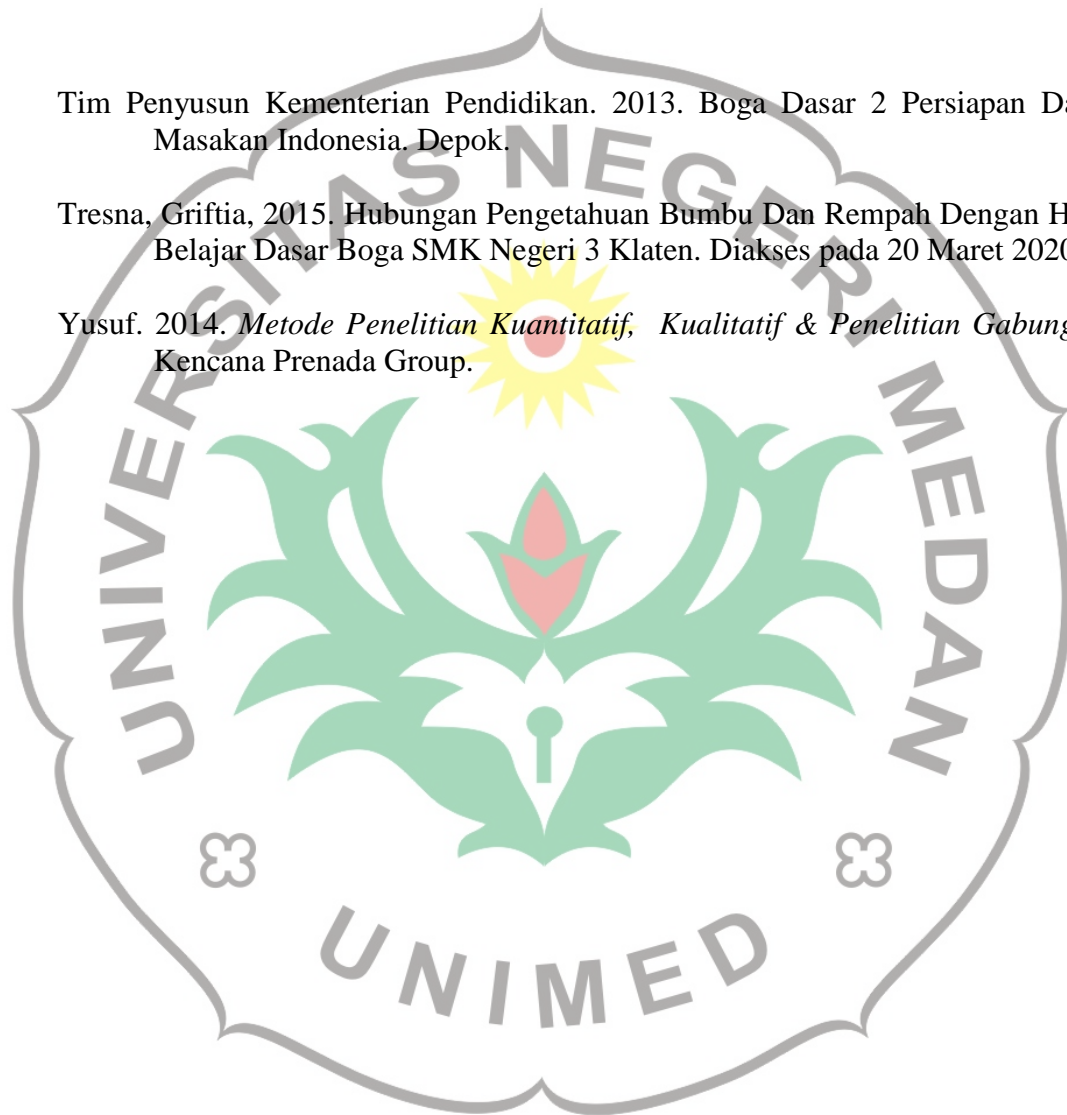 Tim Penyusun Kementerian Pendidikan. 2013. Boga Dasar 2 Persiapan
Masakan Indonesia. Depok.
Tresna, Griftia, 2015. Hubungan Pengetahuan Bumbu Dan Rempah Dengan
Belajar Dasar Boga SMK Negeri 3 Klaten. Diakses pada 20 Maret 2020
Yusuf. 2014. Metode Penelitian Kuantitatif, Kualitatif & Penelitian
Kencana Prenada Group.
UNIVERSITAS NEGERI MEDAN
UNIMED